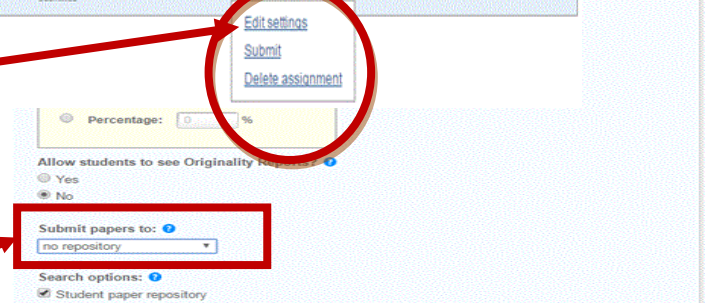 Edit settings
Submit
Delete assignment
Percentage: 0 %
Allow students to see Originality Reports? ?
Yes
No
Submit papers to: ?
no repository
Search options: ?
Student paper repository